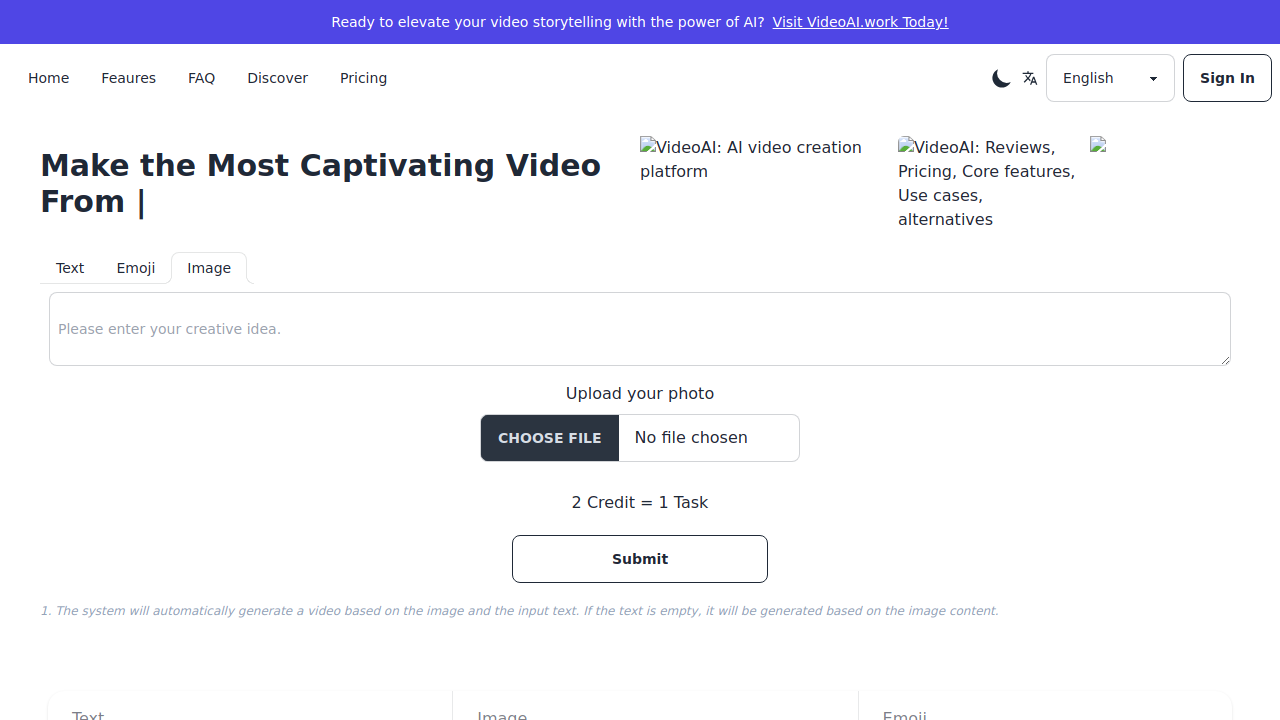 Ready to elevate your video storytelling with the power of AI? Visit VideoAI.work Today!
Home Feaures FAQ Discover Pricing English Sign In
Make the Most Captivating Video
From |
VideoAI: AI video creation
platform
VideoAI: Reviews,
Pricing, Core features,
Use cases,
alternatives
Text Emoji Image
Please enter your creative idea.
Upload your photo
CHOOSE FILE No file chosen
2 Credit = 1 Task
Submit
1. The system will automatically generate a video based on the image and the input text. If the text is empty, it will be generated based on the image content.
Text Image Emoji